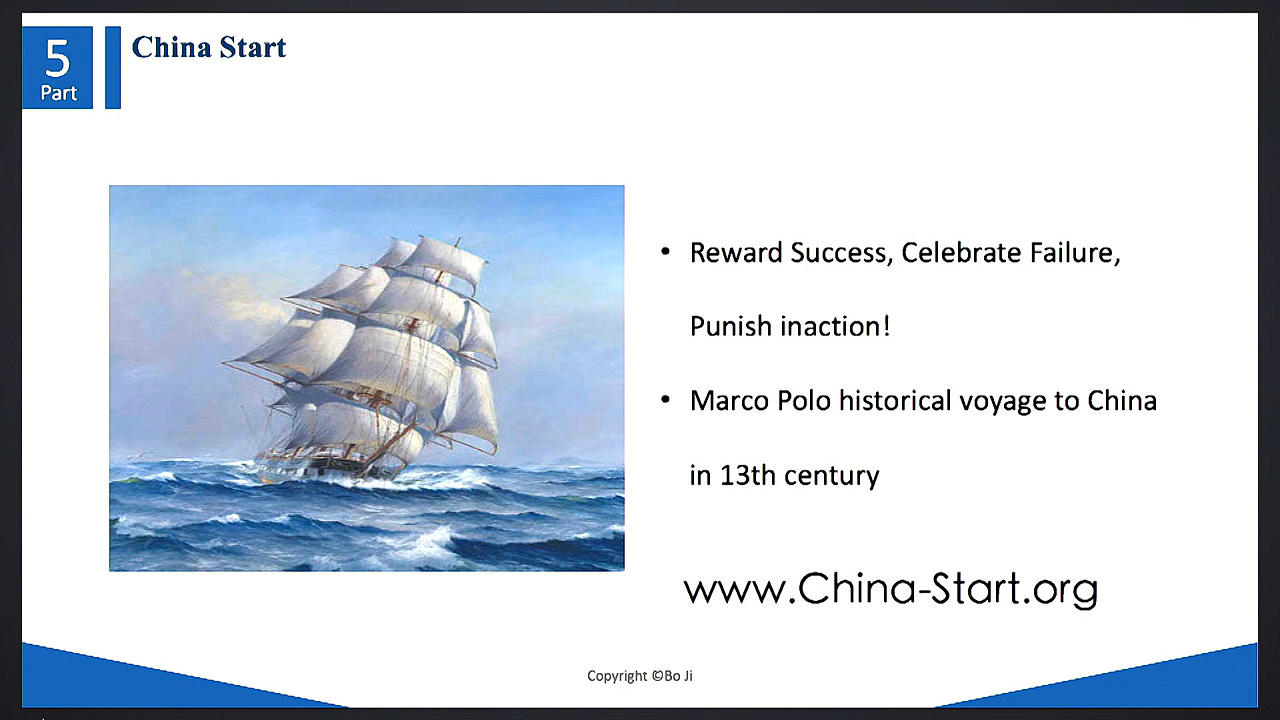 5
Part
China Start
• Reward Success, Celebrate Failure,
Punish inaction!
• Marco Polo historical voyage to China
in 13th century
www.China-Start.org
Copyright ©Bo Ji